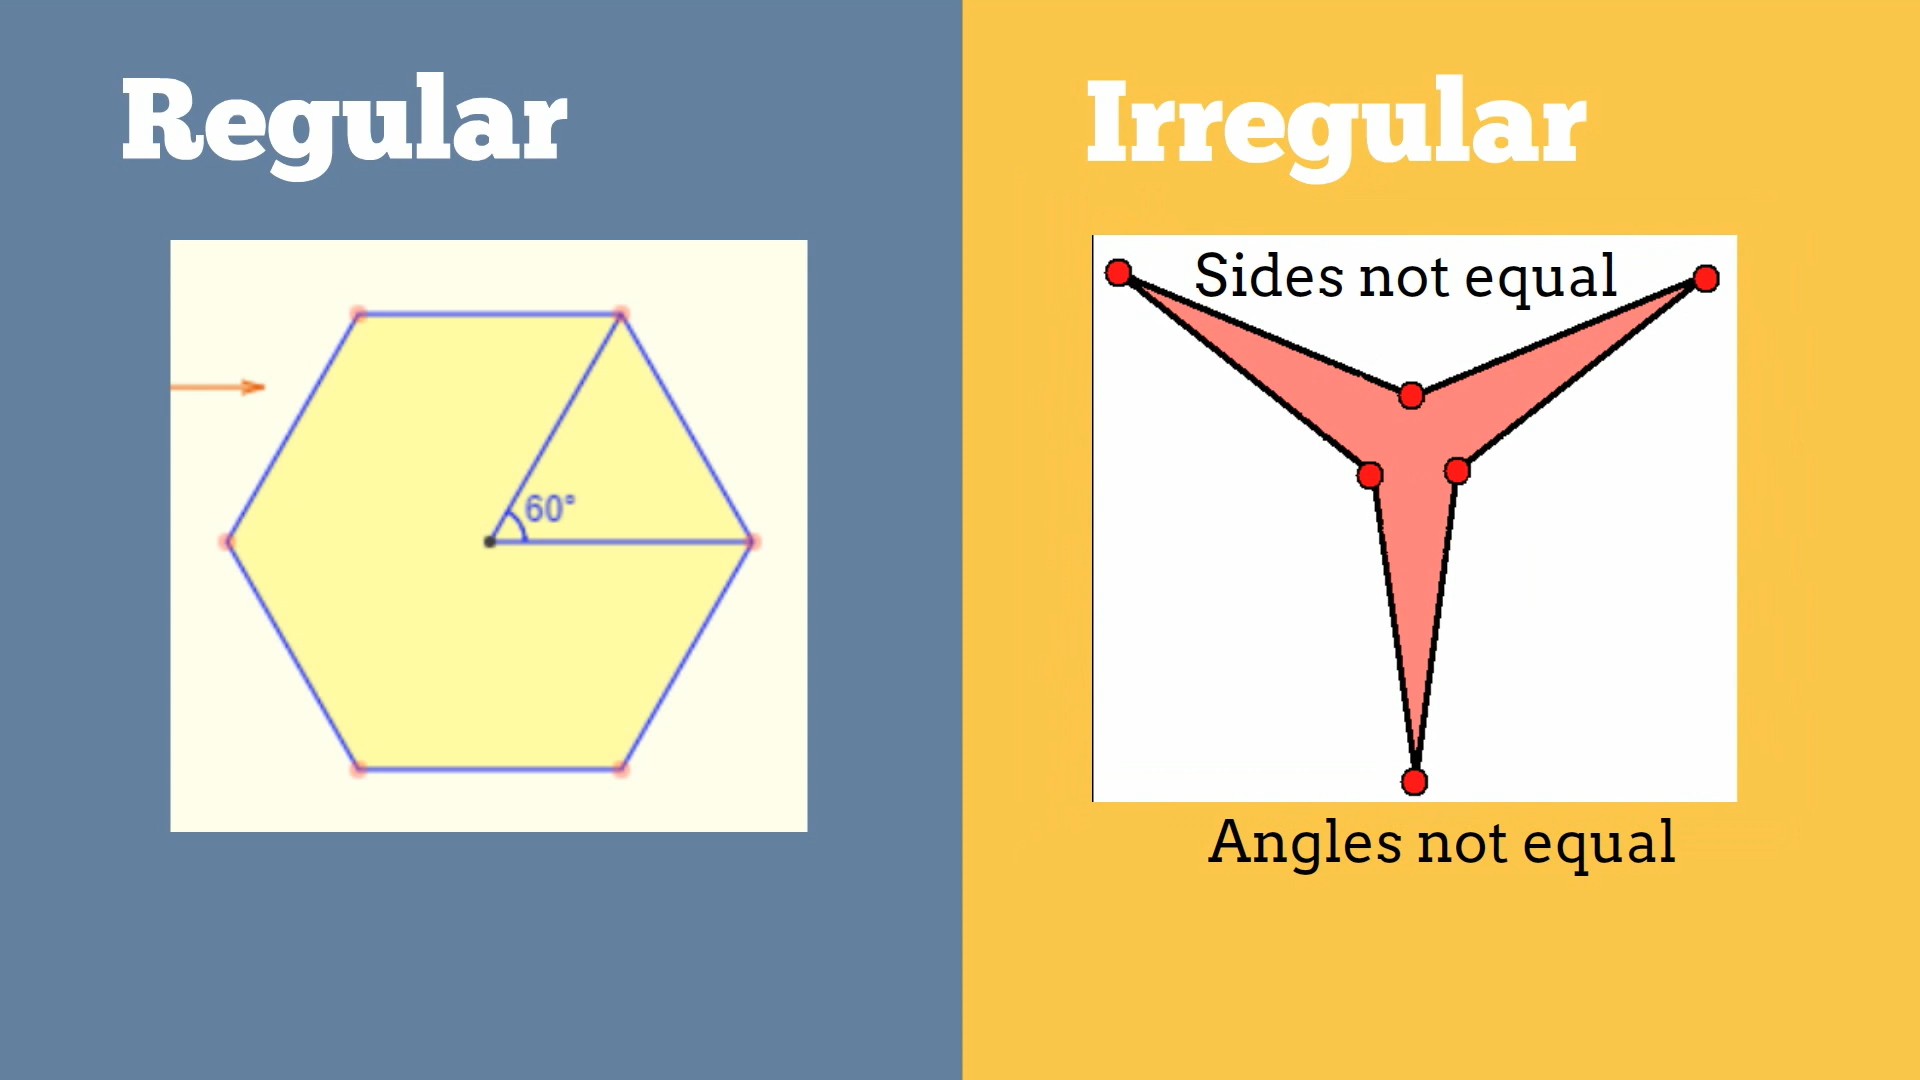 Regular
60°
Irregular
Sides not equal
Angles not equal